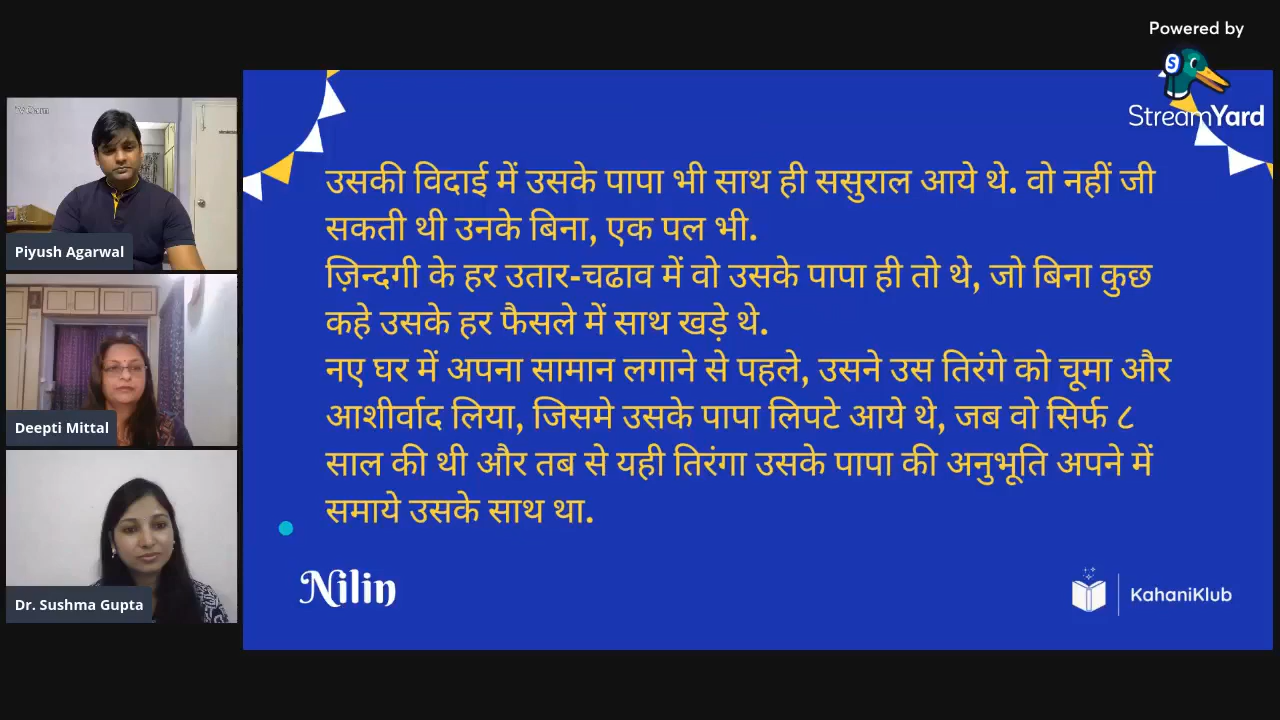 Powered by
StreamYard
Piyush Agarwal
Deepti Mittal
Dr. Sushma Gupta
उसकी विदाई में उसके पापा भी साथ ही ससुराल आये थे. वो नहीं जी
सकती थी उनके बिना, एक पल भी.
ज़िन्दगी के हर उतार-चढाव में वो उसके पापा ही तो थे, जो बिना कुछ
कहे उसके हर फैसले में साथ खड़े थे.
नए घर में अपना सामान लगाने से पहले, उसने उस तिरंगे को चूमा और
आशीर्वाद लिया, जिसमे उसके पापा लिपटे आये थे, जब वो सिर्फ ८
साल की थी और तब से यही तिरंगा उसके पापा की अनुभूति अपने में
समाये उसके साथ था.
Nilin
KahaniKlub